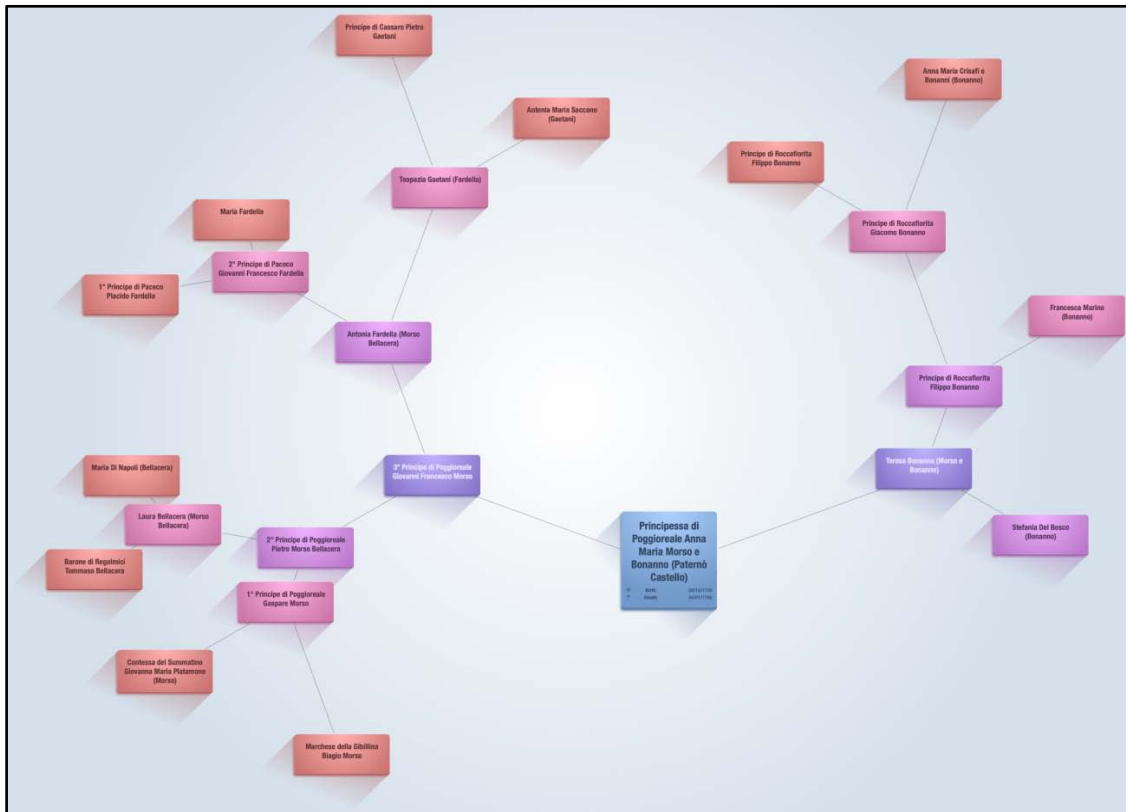 Principe di Cassaro Pietro
Gaetani
Anna Maria Crisafi e
Bonanni (Bonanno)
Antonia Maria Saccano
(Gaetani)
Principe di Roccafiorita
Filippo Bonanno
Teopazia Gaetani (Fardella)
Maria Fardella
Principe di Roccafiorita
Giacomo Bonanno
2° Principe di Paceco
Giovanni Francesco Fardella
1° Principe di Paceco
Placido Fardella
Francesca Marino
(Bonanno)
Antonia Fardella (Morso
Bellacera)
Principe di Roccafiorita
Filippo Bonanno
3° Principe di Poggioreale
Giovanni Francesco Morso
Teresa Bonanno (Morso e
Bonanno)
Maria Di Napoli (Bellacera)
Laura Bellacera (Morso
Bellacera)
Principessa di
Poggioreale Anna
Maria Morso e
Bonanno (Paternò
Castello)
Birth:
Death:
Stefania Del Bosco
(Bonanno)
2° Principe di Poggioreale
Pietro Morso Bellacera
Barone di Regalmici
Tommaso Bellacera
1° Principe di Poggioreale
Gaspare Morso
Contessa del Summatino
Giovanna Maria Platamone
(Morso)
Marchese della Gibillina
Biagio Morso